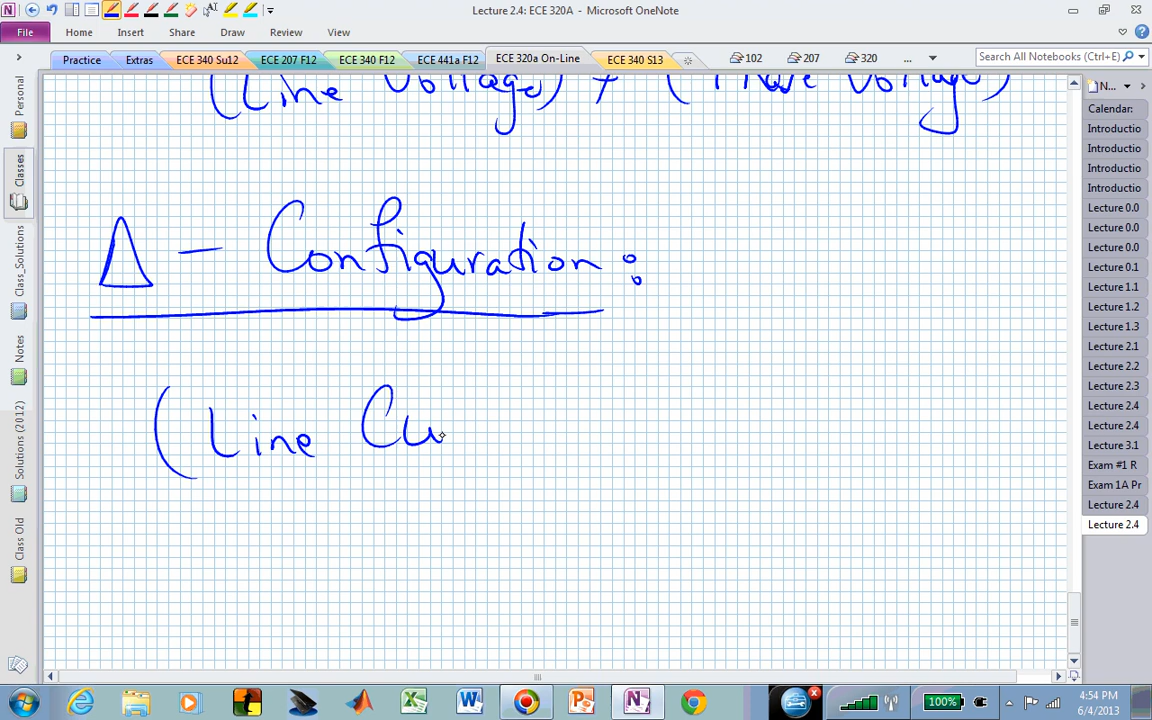 Lecture 2.4: ECE 320A - Microsoft OneNote
File Home Insert Share Draw Review View
Practice Extras ECE 340 Su12 ECE 207 F12 ECE 340 F12 ECE 441a F12 ECE 320a On-Line ECE 340 S13 102 207 320 ... Search All Notebooks (Ctrl+E)
N...
Personal
Classes
Class_Solutions
Notes
Solutions (2012)
Class Old
(Line Voltage) ≠ (Phase Voltage)
Δ - Configuration:
(Line Cu
Calendar:
Introductio
Introductio
Introductio
Introductio
Lecture 0.0
Lecture 0.0
Lecture 0.0
Lecture 0.1
Lecture 1.1
Lecture 1.2
Lecture 1.3
Lecture 2.1
Lecture 2.2
Lecture 2.3
Lecture 2.4
Lecture 2.4
Lecture 3.1
Exam #1 R
Exam 1A Pr
Lecture 2.4
Lecture 2.4
100%
4:54 PM
6/4/2013